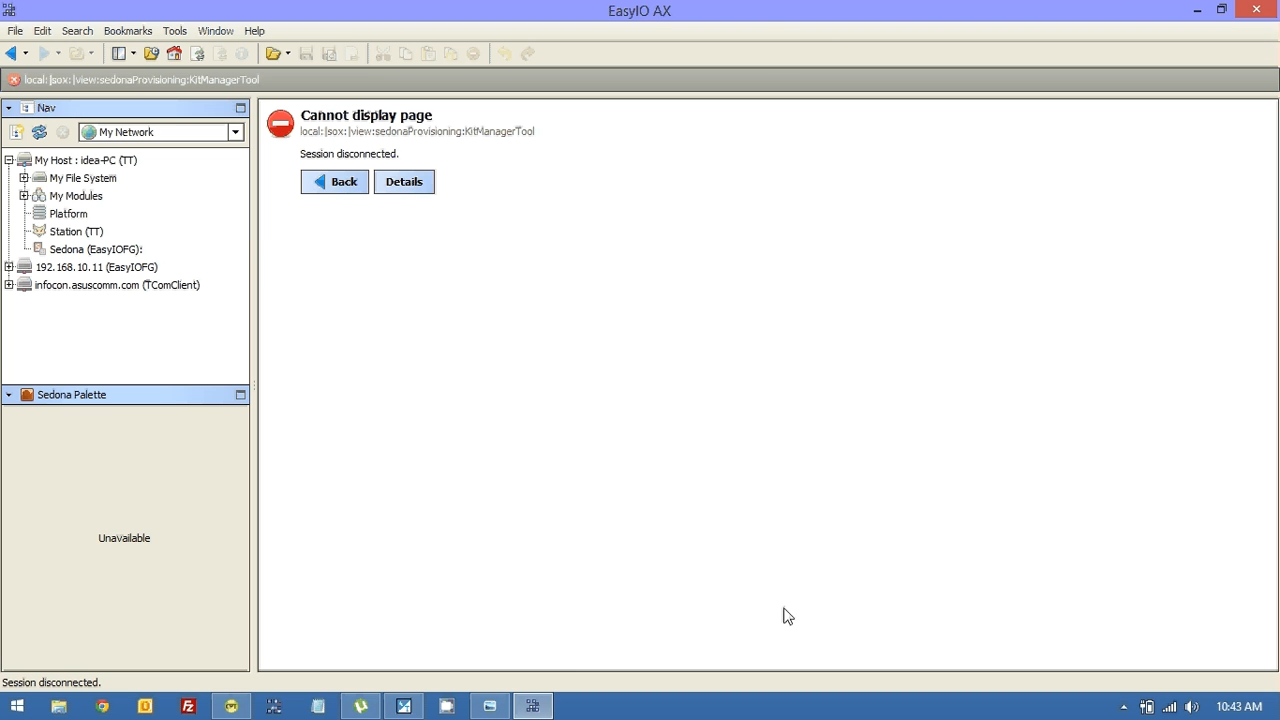 EasyIO AX
File Edit Search Bookmarks Tools Window Help
local:|sox:|view:sedonaProvisioning:KitManagerTool
Nav
My Network
My Host : idea-PC (TT)
My File System
My Modules
Platform
Station (TT)
Sedona (EasyIOFG):
192.168.10.11 (EasyIOFG)
infocon.asuscomm.com (TComClient)
Sedona Palette
Unavailable
Cannot display page
local:|sox:|view:sedonaProvisioning:KitManagerTool
Session disconnected.
Back Details
Session disconnected.
10:43 AM